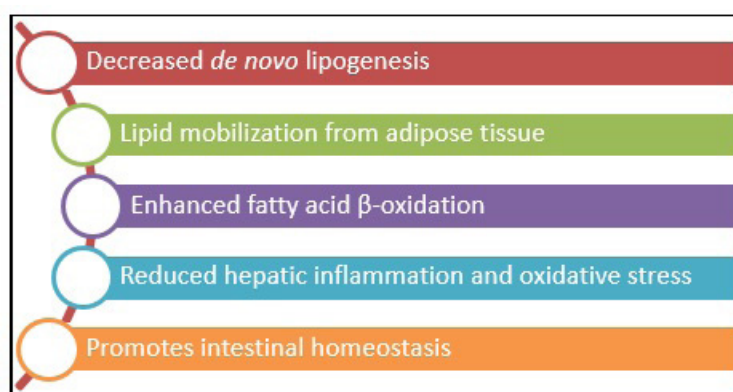 Decreased de novo lipogenesis
Lipid mobilization from adipose tissue
Enhanced fatty acid β-oxidation
Reduced hepatic inflammation and oxidative stress
Promotes intestinal homeostasis